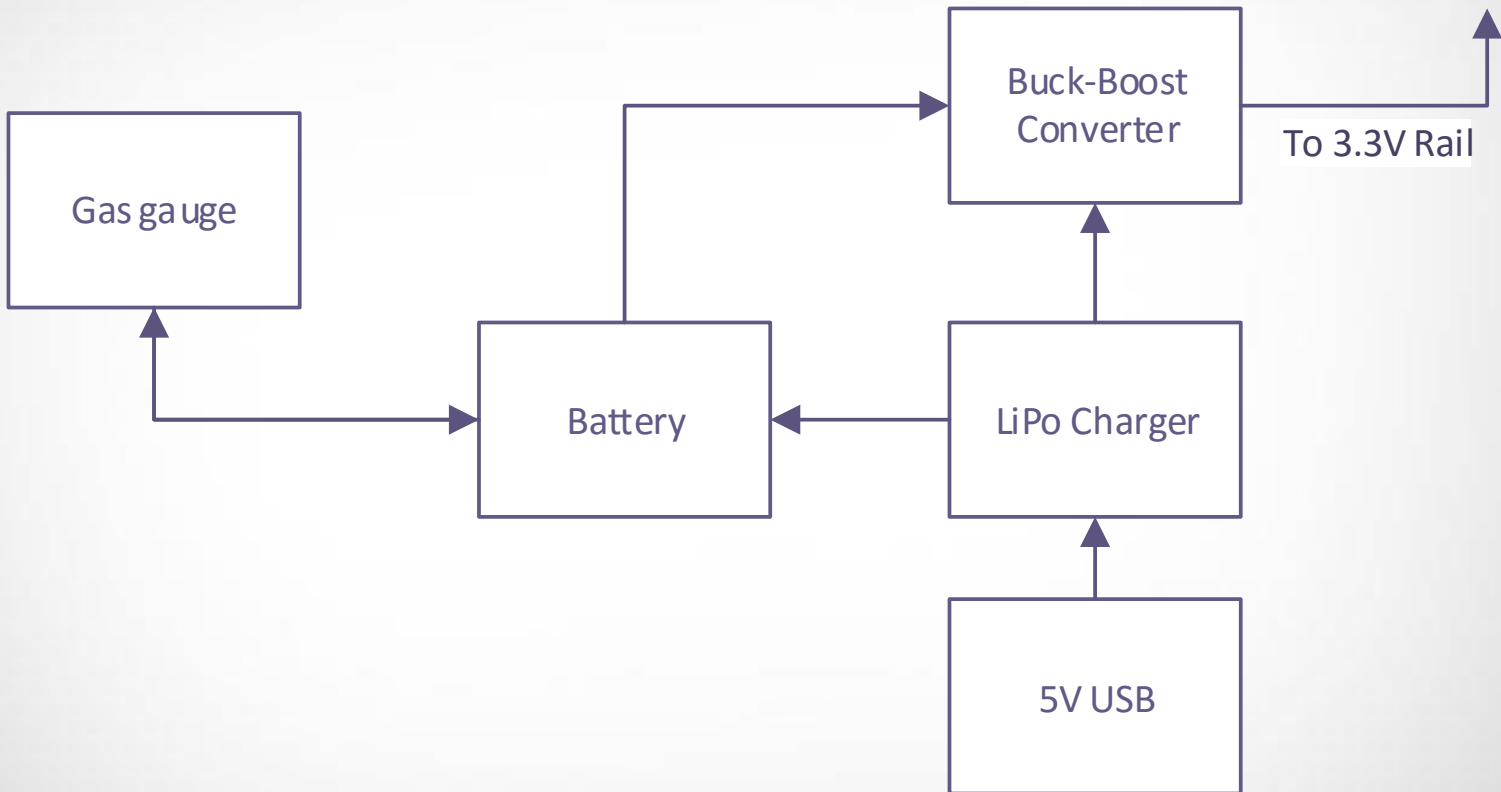 Buck-Boost
Converter
To 3.3V Rail
Gas gauge
Battery
LiPo Charger
5V USB